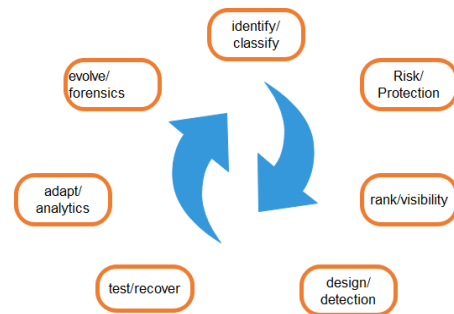 identify/
classify
Risk/
Protection
rank/visibility
design/
detection
test/recover
adapt/
analytics
evolve/
forensics